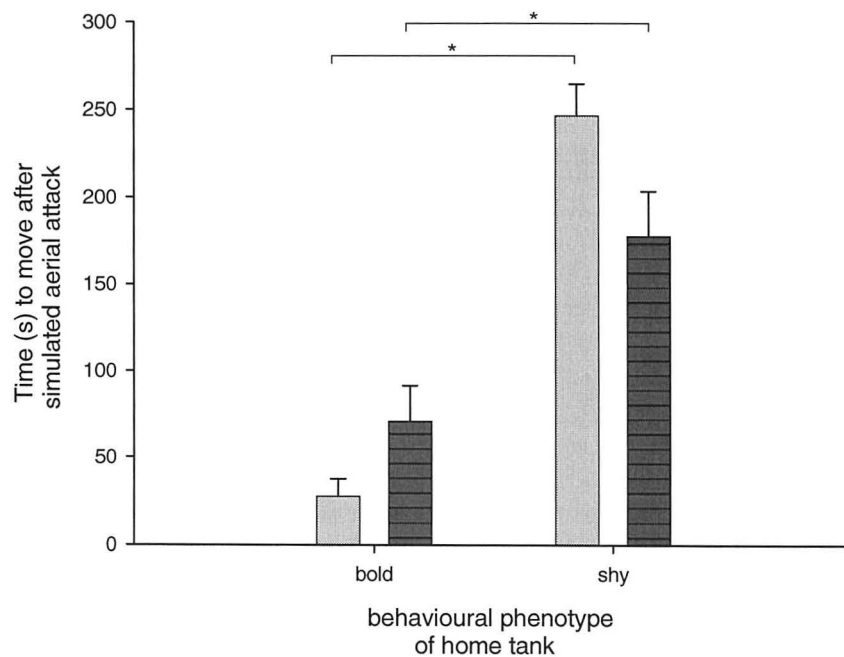 300
250
200
150
100
50
0
Time (s) to move after
simulated aerial attack
*
*
bold
shy
behavioural phenotype
of home tank